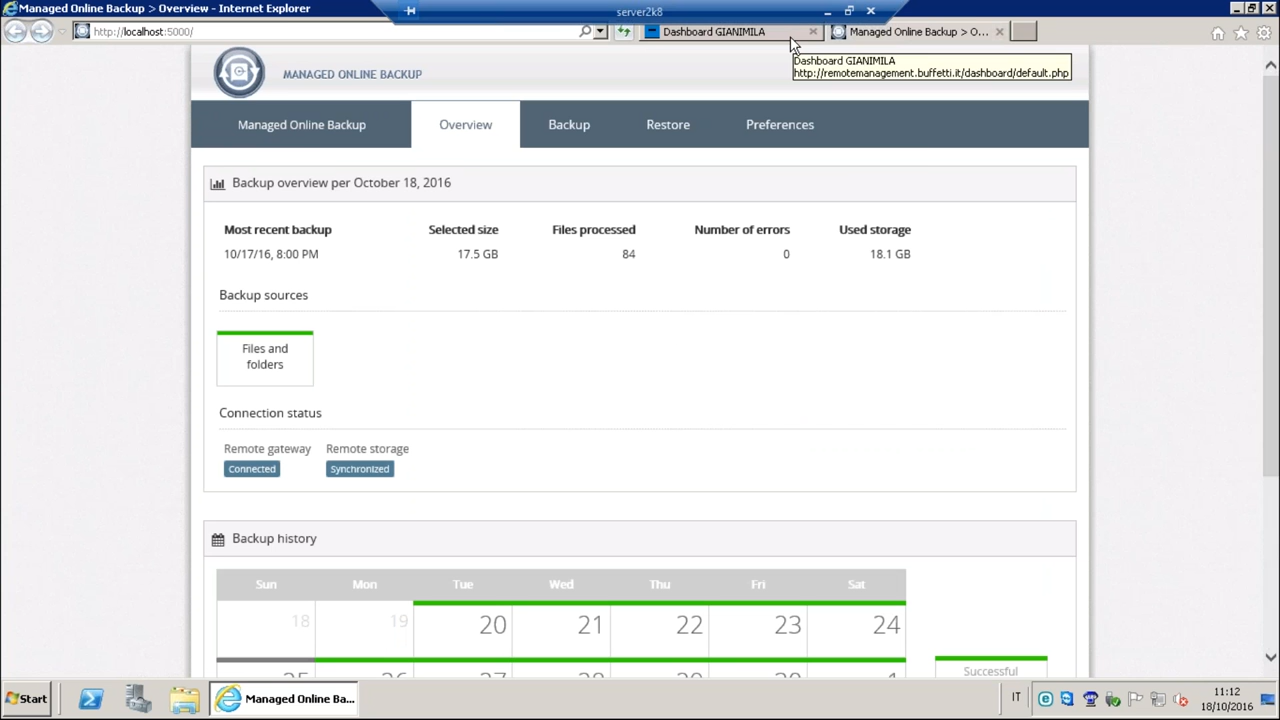 Managed Online Backup > Overview - Internet Explorer
server2k8
http://localhost:5000/
Dashboard GIANIMILA
Managed Online Backup > O...
Dashboard GIANIMILA
http://remotemanagement.buffetti.it/dashboard/default.php
MANAGED ONLINE BACKUP
Managed Online Backup
Overview
Backup
Restore
Preferences
Backup overview per October 18, 2016
Most recent backup Selected size Files processed Number of errors Used storage
10/17/16, 8:00 PM 17.5 GB 84 0 18.1 GB
Backup sources
Files and
folders
Connection status
Remote gateway Remote storage
Connected Synchronized
Backup history
Sun Mon Tue Wed Thu Fri Sat
18 19 20 21 22 23 24
Successful
Start
Managed Online Ba...
IT
11:12
18/10/2016